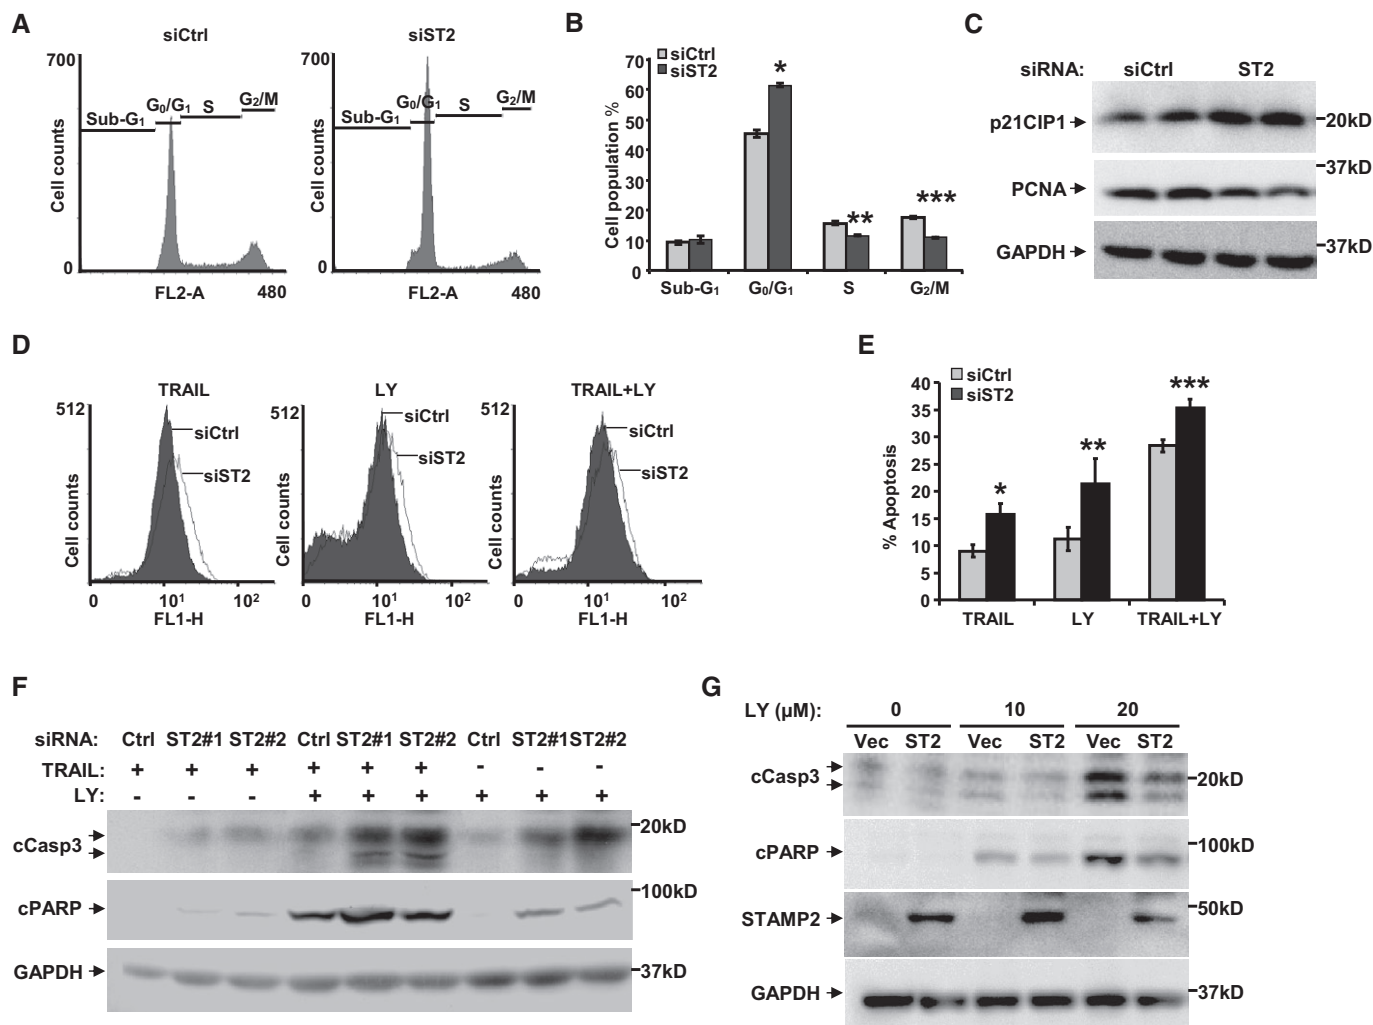 A
siCtrl
siST2
700
Cell counts
0
Sub-G1
G0/G1
S
G2/M
FL2-A
480
700
Cell counts
0
Sub-G1
G0/G1
S
G2/M
FL2-A
480
B
siCtrl
siST2
Cell population %
70
60
50
40
30
20
10
0
*
**
***
Sub-G1
G0/G1
S
G2/M
C
siRNA: siCtrl ST2
p21CIP1 20kD
37kD
PCNA
GAPDH 37kD
D
TRAIL
512
Cell counts
siCtrl
siST2
0 101 102
FL1-H
LY
512
Cell counts
siCtrl
siST2
0 101 102
FL1-H
TRAIL+LY
512
Cell counts
siCtrl
siST2
0 101 102
FL1-H
E
siCtrl
siST2
% Apoptosis
40
35
30
25
20
15
10
5
0
*
**
***
TRAIL LY TRAIL+LY
F
siRNA: Ctrl ST2#1 ST2#2 Ctrl ST2#1 ST2#2 Ctrl ST2#1 ST2#2
TRAIL: + + + + + + - - -
LY: - - - + + + + + +
cCasp3 20kD
cPARP 100kD
GAPDH 37kD
G
LY (µM): 0 10 20
Vec ST2 Vec ST2 Vec ST2
cCasp3 20kD
cPARP 100kD
STAMP2 50kD
GAPDH 37kD